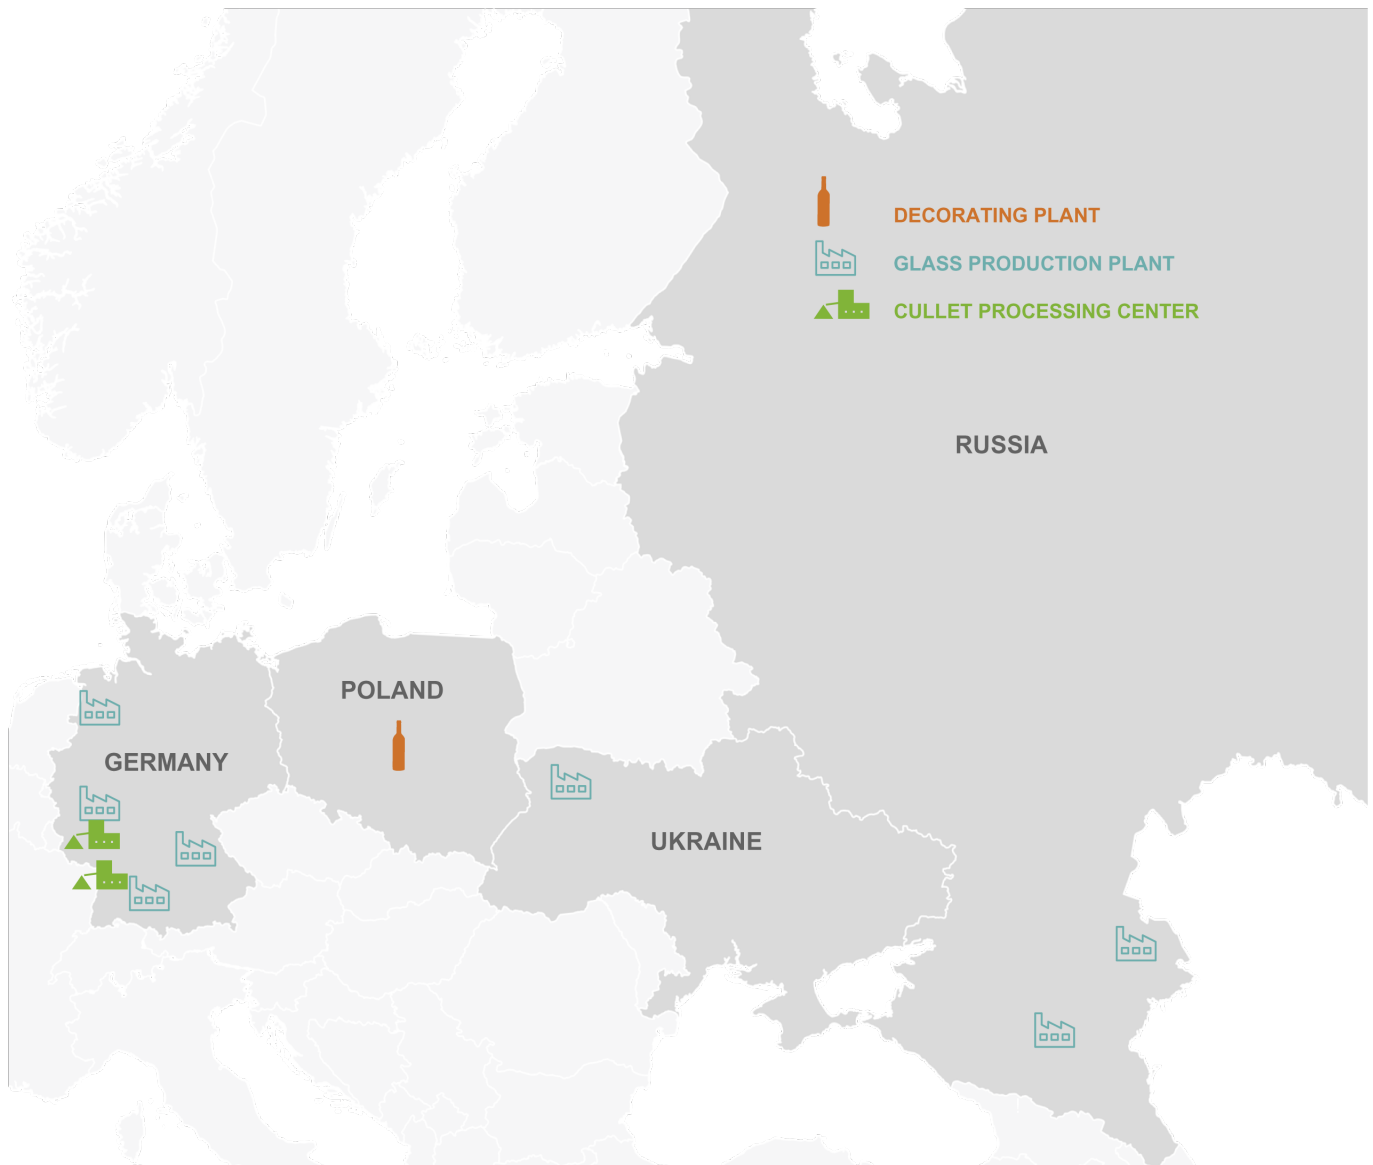 DECORATING PLANT
GLASS PRODUCTION PLANT
CULLET PROCESSING CENTER
RUSSIA
POLAND
GERMANY
UKRAINE